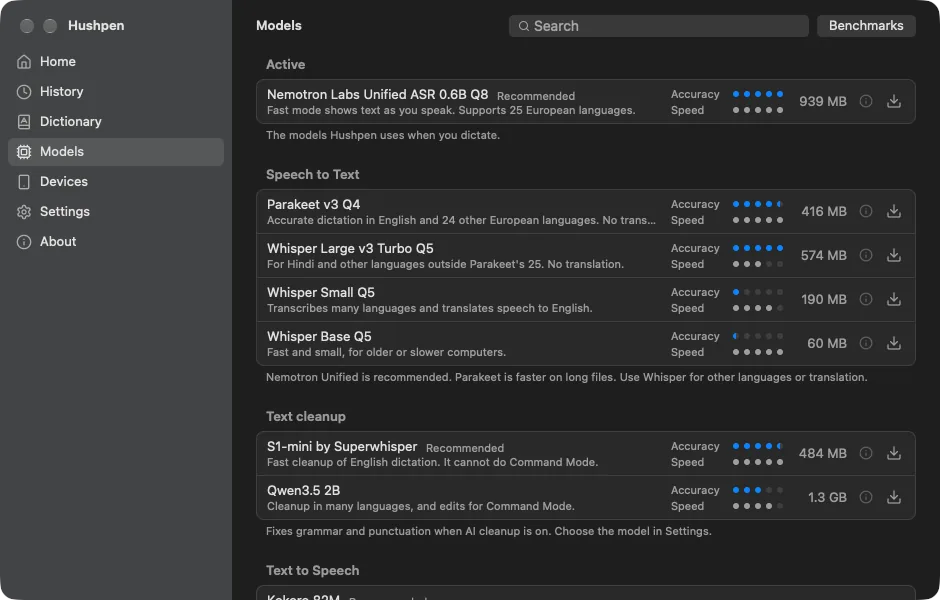 Hushpen
Home
History
Dictionary
Models
Devices
Settings
About
Models
Search
Benchmarks
Active
Nemotron Labs Unified ASR 0.6B Q8 Recommended
Fast mode shows text as you speak. Supports 25 European languages.
Accuracy
Speed
939 MB
The models Hushpen uses when you dictate.
Speech to Text
Parakeet v3 Q4
Accurate dictation in English and 24 other European languages. No trans...
Accuracy
Speed
416 MB
Whisper Large v3 Turbo Q5
For Hindi and other languages outside Parakeet's 25. No translation.
Accuracy
Speed
574 MB
Whisper Small Q5
Transcribes many languages and translates speech to English.
Accuracy
Speed
190 MB
Whisper Base Q5
Fast and small, for older or slower computers.
Accuracy
Speed
60 MB
Nemotron Unified is recommended. Parakeet is faster on long files. Use Whisper for other languages or translation.
Text cleanup
S1-mini by Superwhisper Recommended
Fast cleanup of English dictation. It cannot do Command Mode.
Accuracy
Speed
484 MB
Qwen3.5 2B
Cleanup in many languages, and edits for Command Mode.
Accuracy
Speed
1.3 GB
Fixes grammar and punctuation when AI cleanup is on. Choose the model in Settings.
Text to Speech
Kokoro 82M